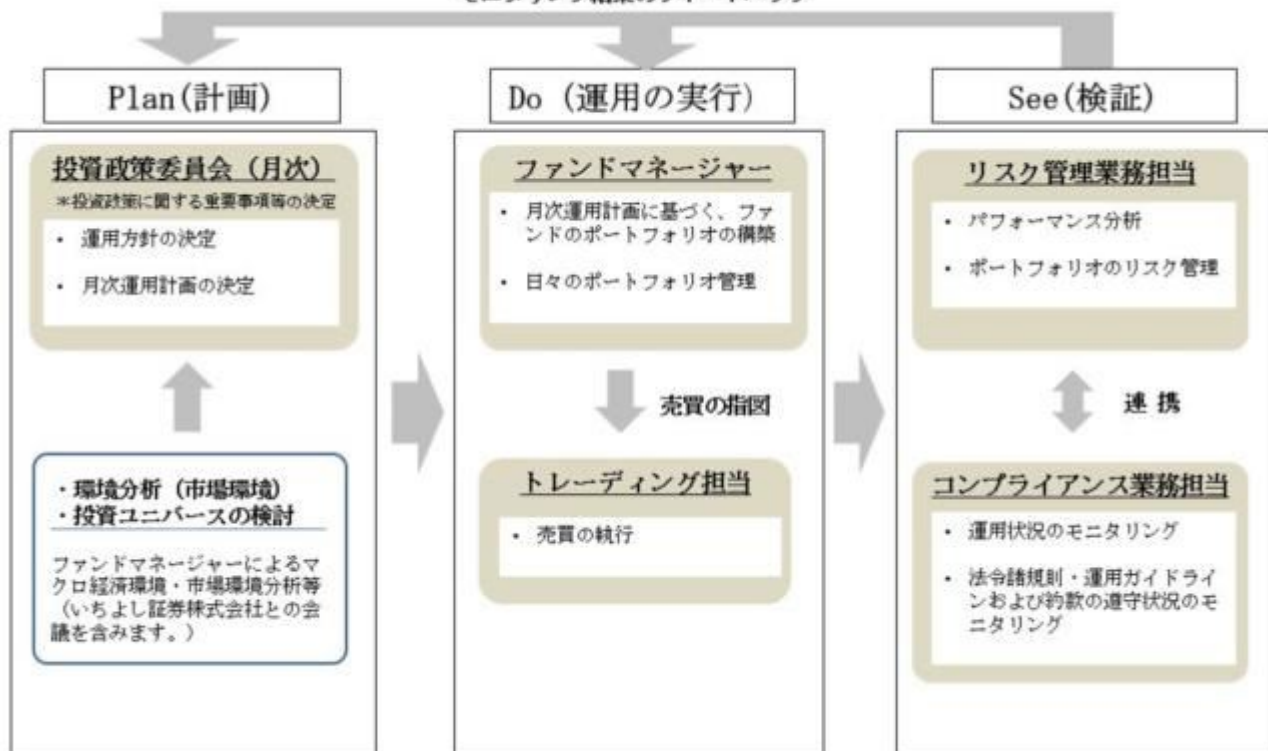 Plan(計画)
投資政策委員会（月次）
＊投資政策に関する重要事項等の決定
・ 運用方針の決定
・ 月次運用計画の決定
・環境分析（市場環境）
・投資ユニバースの検討
ファンドマネージャーによるマ
クロ経済環境・市場環境分析等
（いちよし証券株式会社との会
議を含みます。）
Do (運用の実行)
ファンドマネージャー
・ 月次運用計画に基づく、ファ
ンドのポートフォリオの構築
・ 日々のポートフォリオ管理
売買の指図
トレーディング担当
・ 売買の執行
See(検証)
リスク管理業務担当
・ パフォーマンス分析
・ ポートフォリオのリスク管理
連 携
コンプライアンス業務担当
・ 運用状況のモニタリング
・ 法令諸規則・運用ガイドライ
ンおよび約款の遵守状況のモ
ニタリング